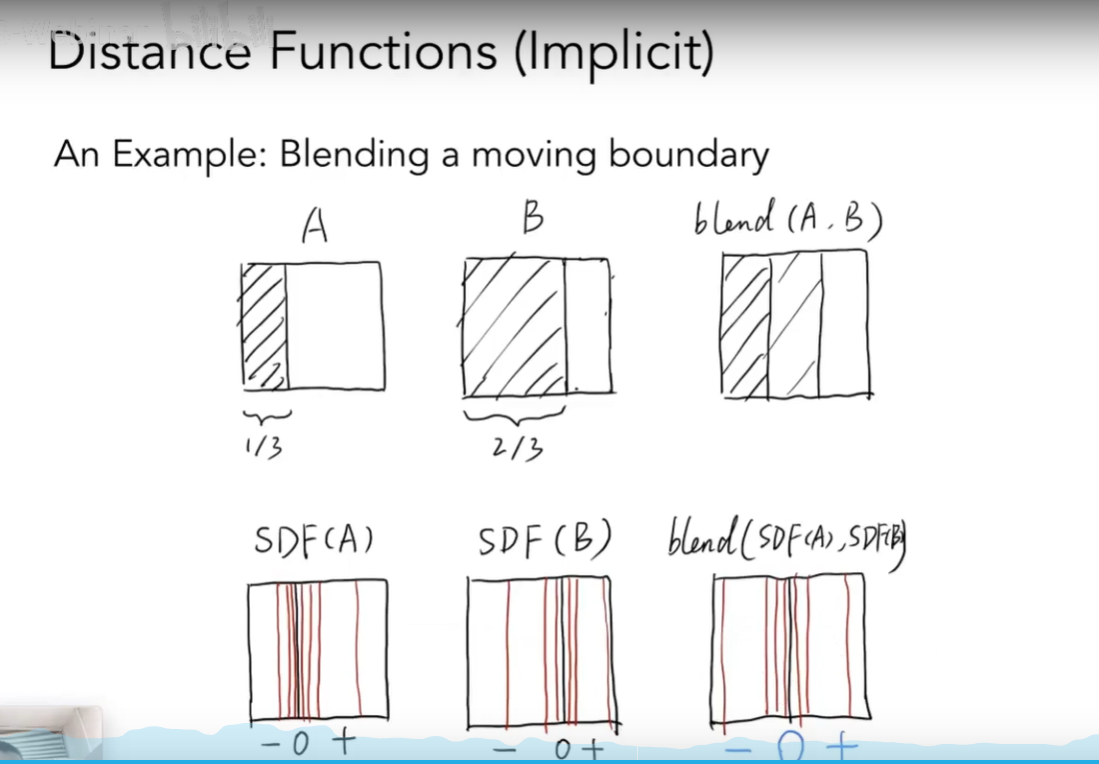 Distance Functions (Implicit)
An Example: Blending a moving boundary
A B blend (A, B)
1/3 2/3
SDF(A) SDF(B) blend(SDF(A), SDF(B))
- 0 + - 0 + - 0 +